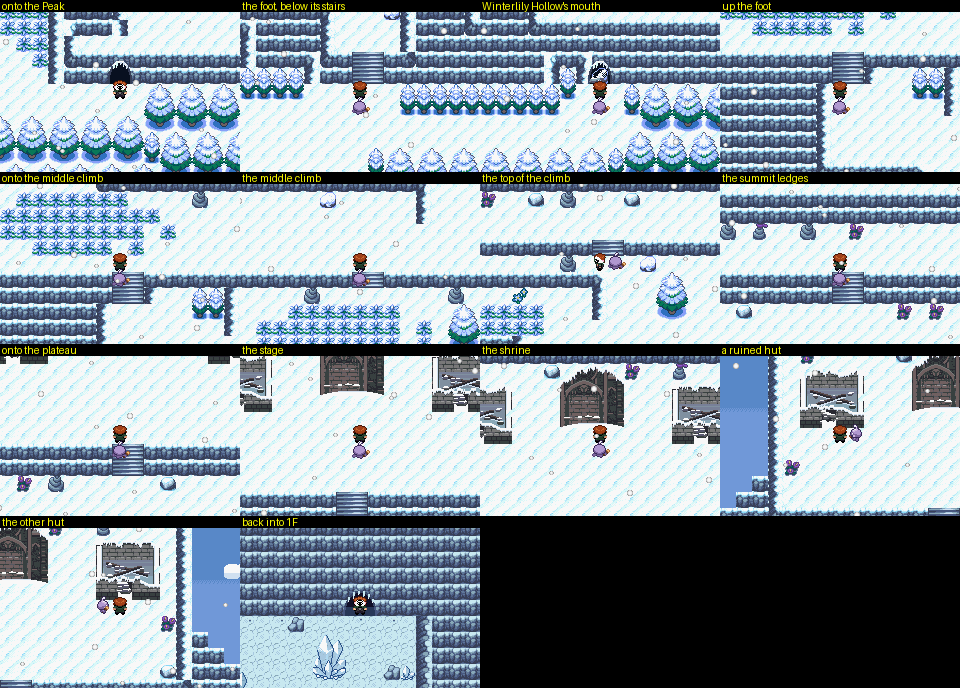 onto the Peak
the foot, below its stairs
Winterlily Hollow's mouth
up the foot
onto the middle climb
the middle climb
the top of the climb
the summit ledges
onto the plateau
the stage
the shrine
a ruined hut
the other hut
back into 1F